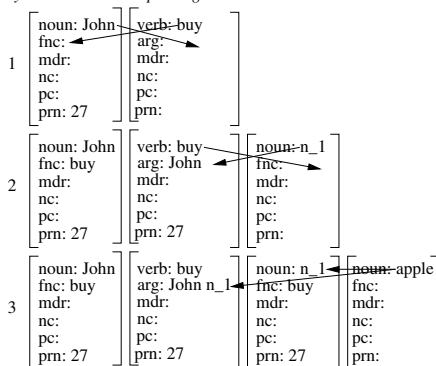 noun: John verb: buy
fnc: arg:
1 mdr: mdr:
nc: nc:
pc: pc:
prn: 27 prn:
noun: John verb: buy noun: n_1
fnc: buy arg: John fnc:
2 mdr: mdr: mdr:
nc: nc: nc:
pc: pc: pc:
prn: 27 prn: 27 prn:
noun: John verb: buy noun: n_1 noun: apple
fnc: buy arg: John n_1 fnc: buy fnc:
3 mdr: mdr: mdr: mdr:
nc: nc: nc: nc:
pc: pc: pc: pc:
prn: 27 prn: 27 prn: 27 prn: